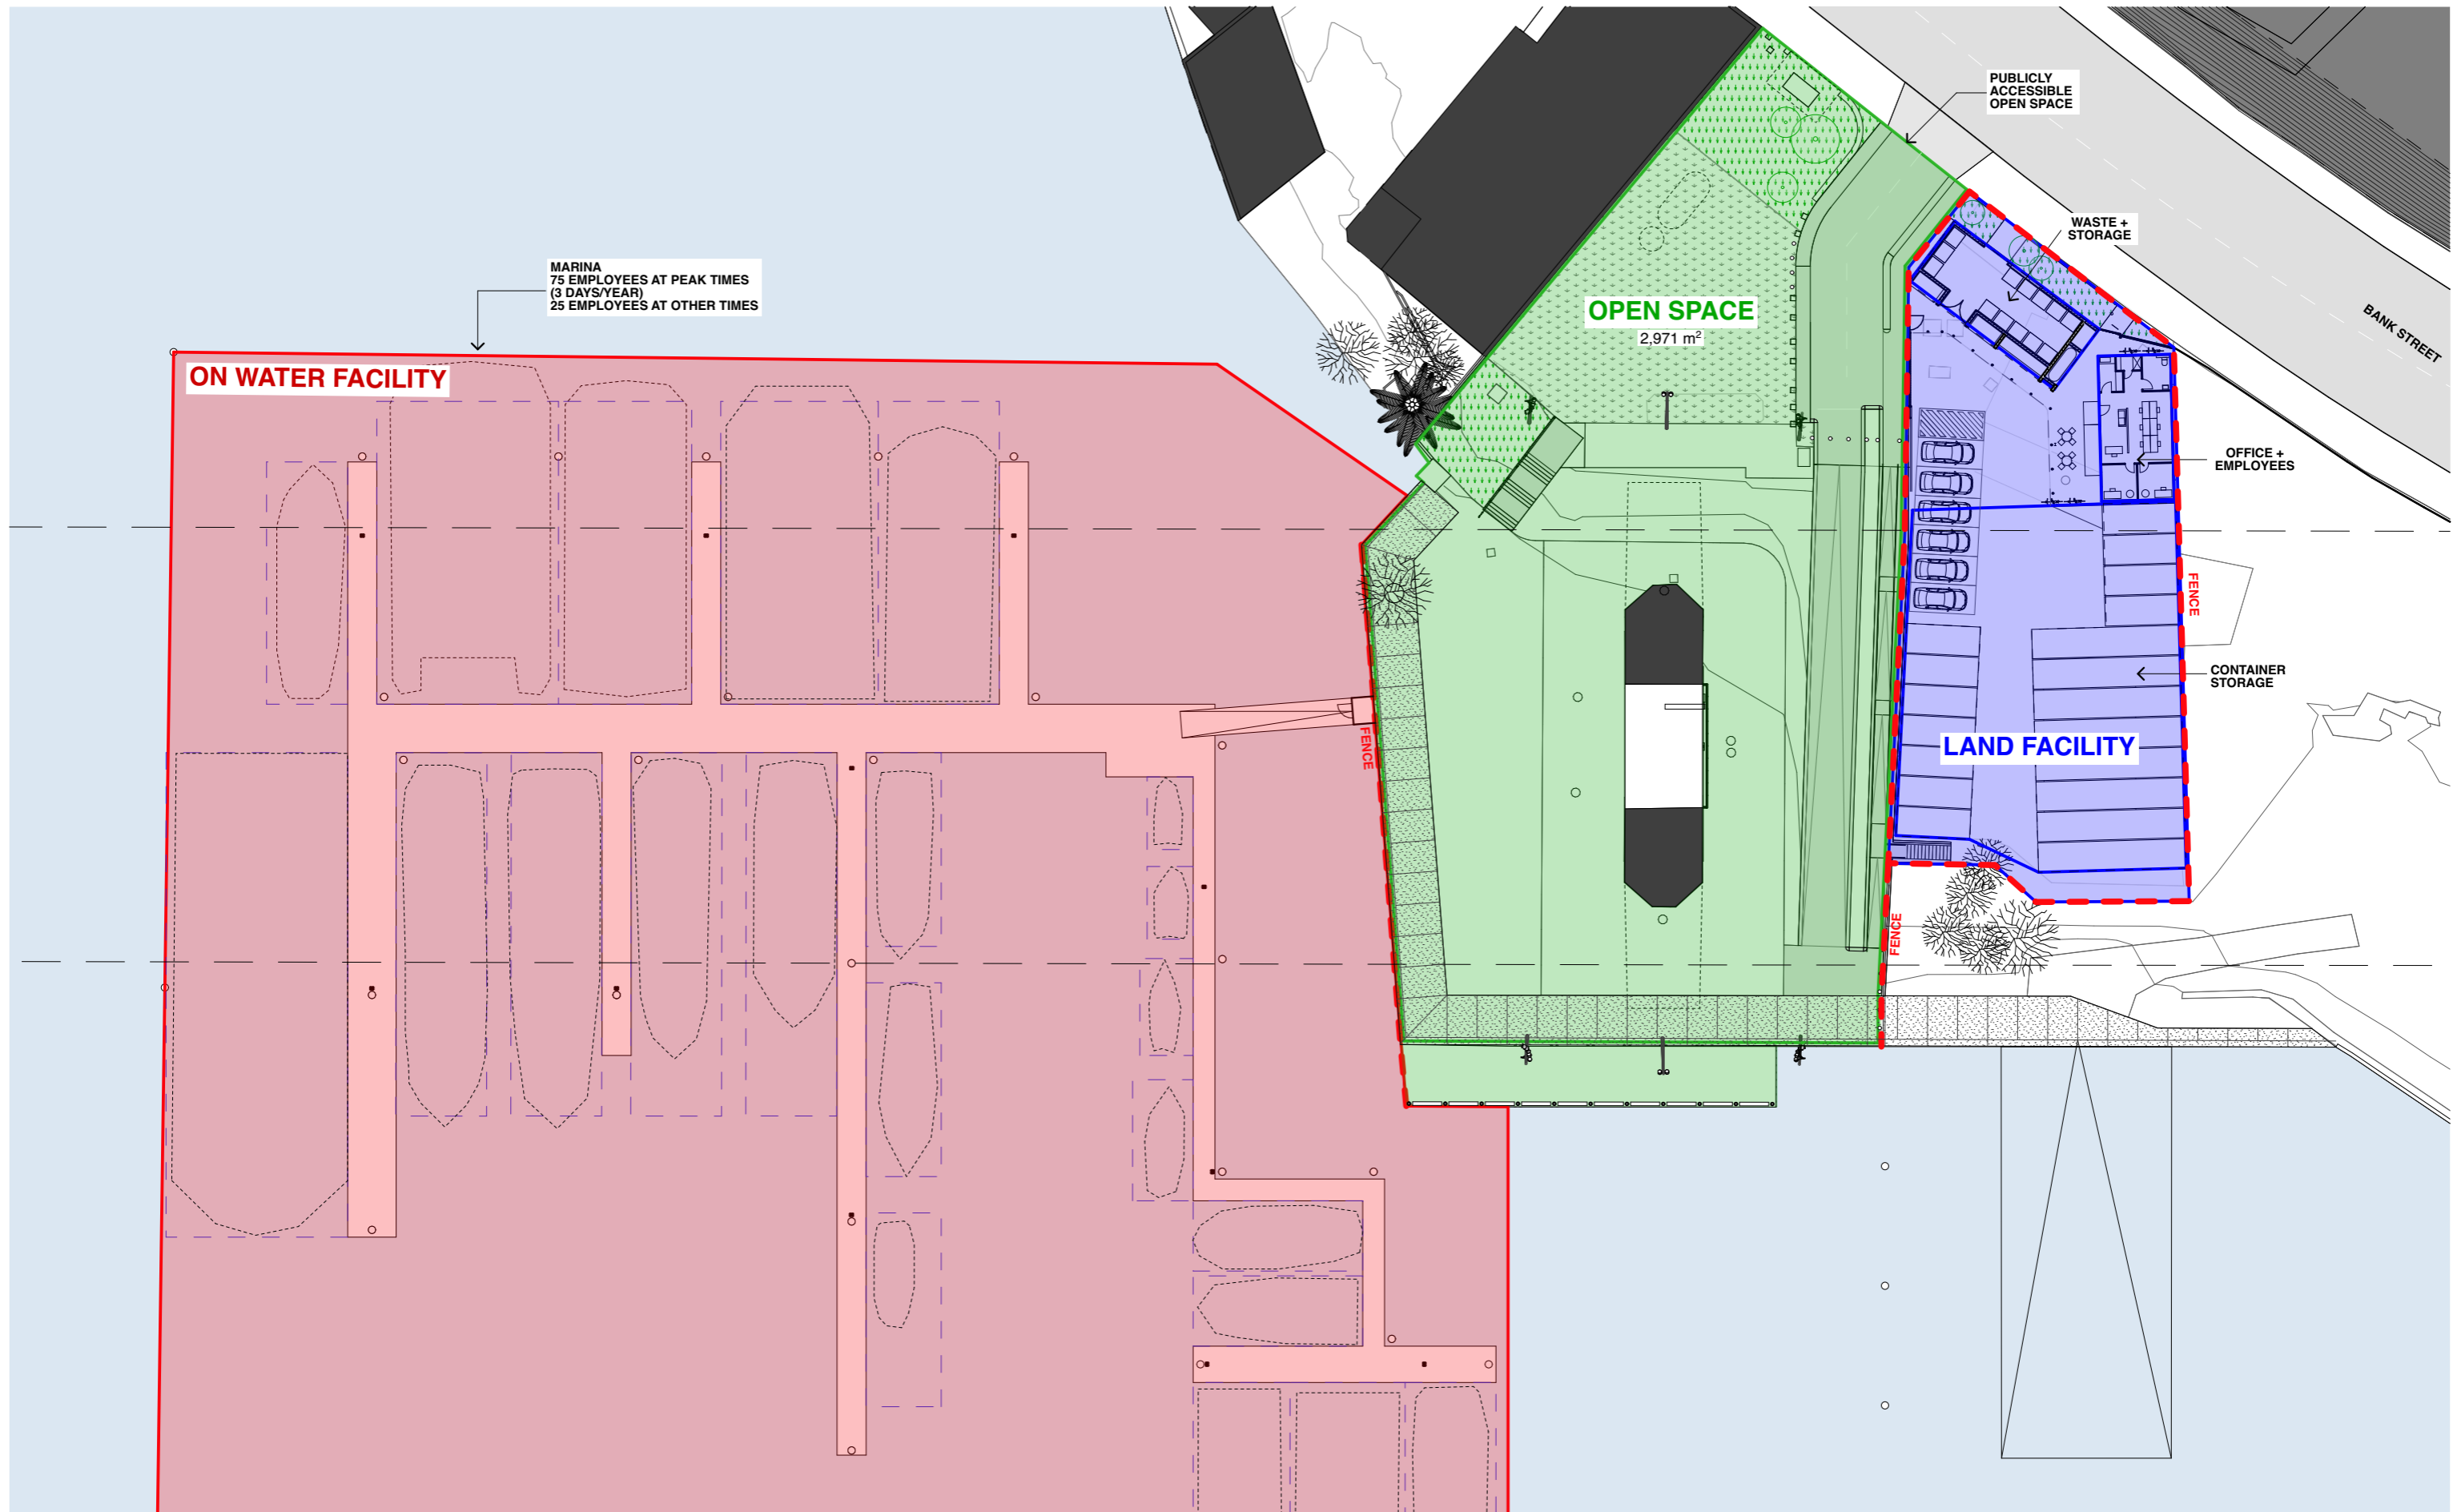 PUBLICLY
ACCESSIBLE
OPEN SPACE
WASTE +
STORAGE
MARINA
75 EMPLOYEES AT PEAK TIMES
(3 DAYS/YEAR)
25 EMPLOYEES AT OTHER TIMES
OPEN SPACE
2,971 m²
BANK STREET
ON WATER FACILITY
OFFICE +
EMPLOYEES
FENCE
CONTAINER
STORAGE
FENCE
LAND FACILITY
FENCE